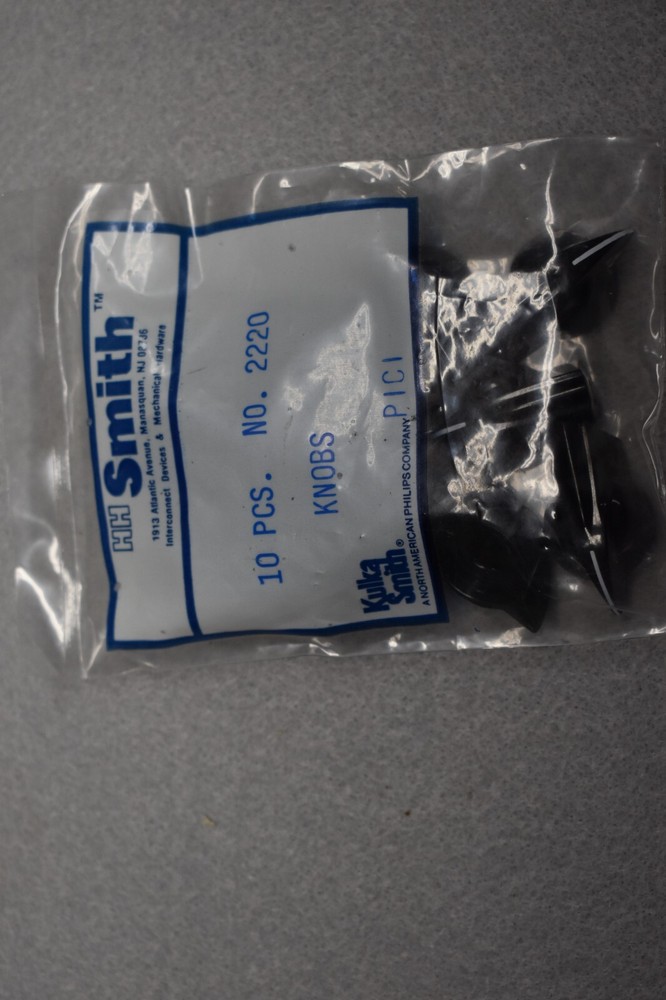 HH Smith™
1913 Atlantic Avenue, Manasquan, NJ 08736
Interconnect Devices & Mechanical Hardware
10 PCS. NO. 2220
KNOBS
PICI
Kulka
Smith®
A NORTH AMERICAN PHILIPS COMPANY